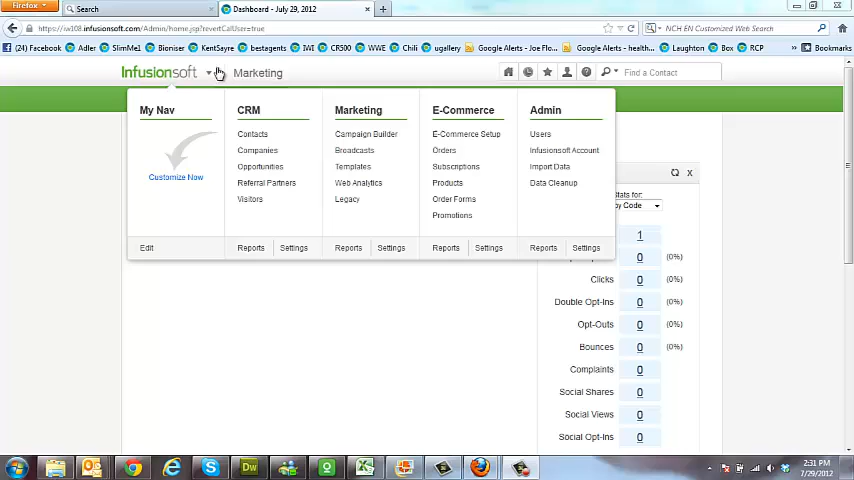 Firefox
Search
Dashboard - July 29, 2012
https://iw108.infusionsoft.com/Admin/home.jsp?revertCalUser=true
NCH EN Customized Web Search
(24) Facebook
Adler
SlimMe1
Bioniser
KentSayre
bestagents
IWI
CR500
WWE
Chili
ugallery
Google Alerts - Joe Flo...
Google Alerts - health...
Laughton
Box
RCP
Bookmarks
Infusionsoft
Marketing
Find a Contact
My Nav
CRM
Marketing
E-Commerce
Admin
Customize Now
Contacts
Companies
Opportunities
Referral Partners
Visitors
Campaign Builder
Broadcasts
Templates
Web Analytics
Legacy
E-Commerce Setup
Orders
Subscriptions
Products
Order Forms
Promotions
Users
Infusionsoft Account
Import Data
Data Cleanup
Edit
Reports
Settings
Reports
Settings
Reports
Settings
Reports
Settings
Stats for:
by Code
1
0 (0%)
Clicks 0 (0%)
Double Opt-Ins 0 (0%)
Opt-Outs 0 (0%)
Bounces 0 (0%)
Complaints 0
Social Shares 0
Social Views 0
Social Opt-Ins 0
2:31 PM
7/29/2012